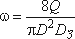 ω = 8Q / πD²D₃